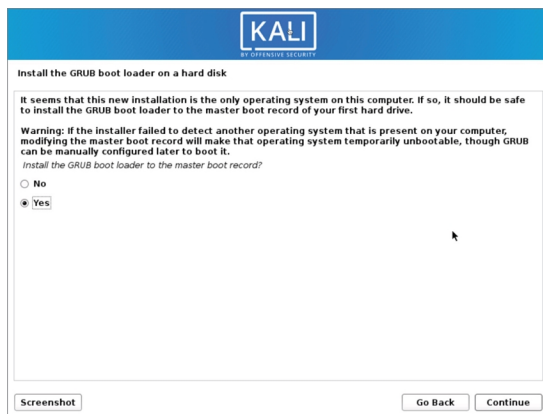 KALI
BY OFFENSIVE SECURITY
Install the GRUB boot loader on a hard disk
It seems that this new installation is the only operating system on this computer. If so, it should be safe
to install the GRUB boot loader to the master boot record of your first hard drive.
Warning: If the installer failed to detect another operating system that is present on your computer,
modifying the master boot record will make that operating system temporarily unbootable, though GRUB
can be manually configured later to boot it.
Install the GRUB boot loader to the master boot record?
No
Yes
Screenshot
Go Back
Continue